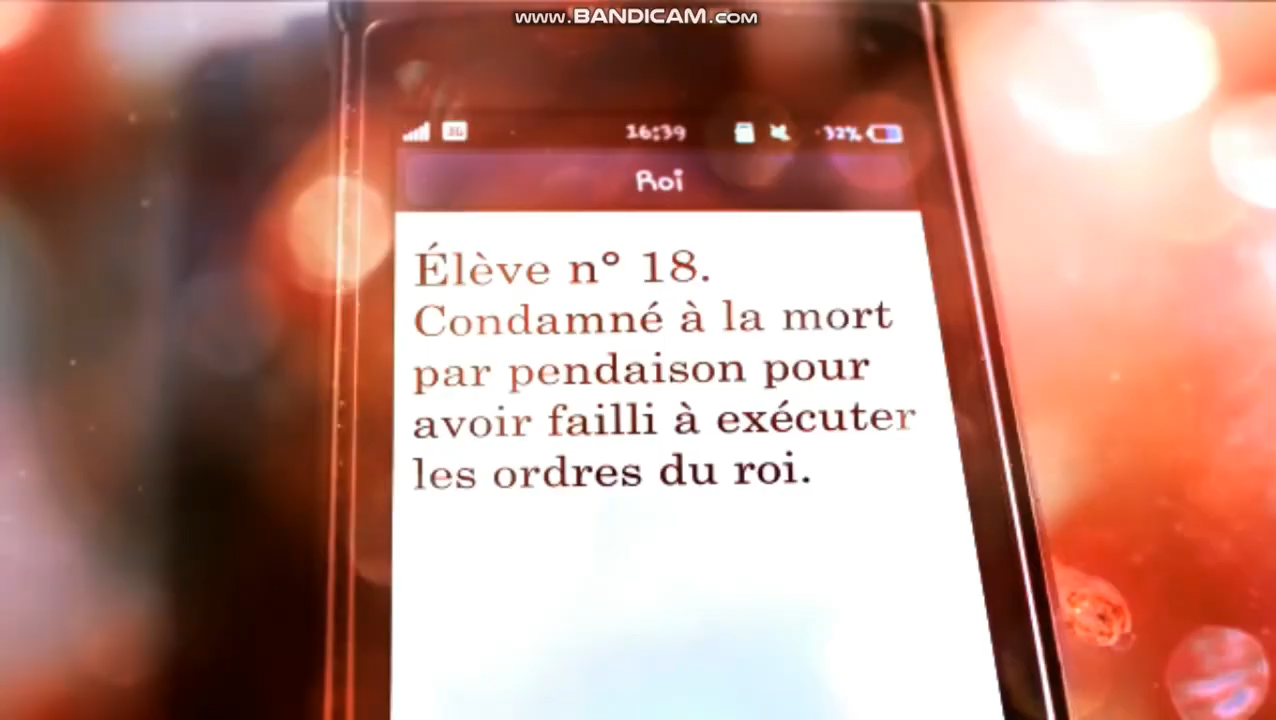 www.BANDICAM.com
3G 16:39 32%
Roi
Élève n° 18.
Condamné à la mort
par pendaison pour
avoir failli à exécuter
les ordres du roi.